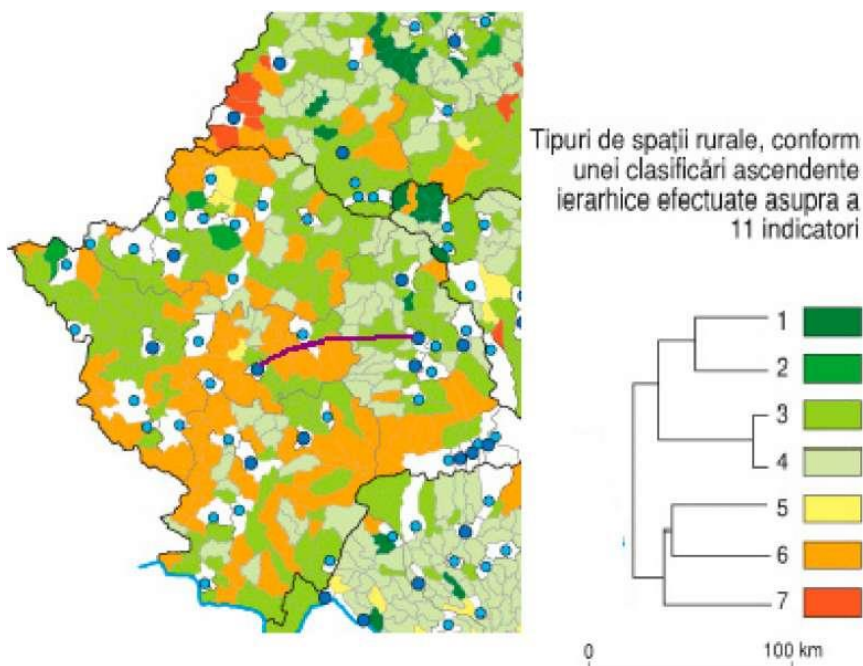 Tipuri de spații rurale, conform
unei clasificări ascendente
ierarhice efectuate asupra a
11 indicatori
1
2
3
4
5
6
7
0 100 km